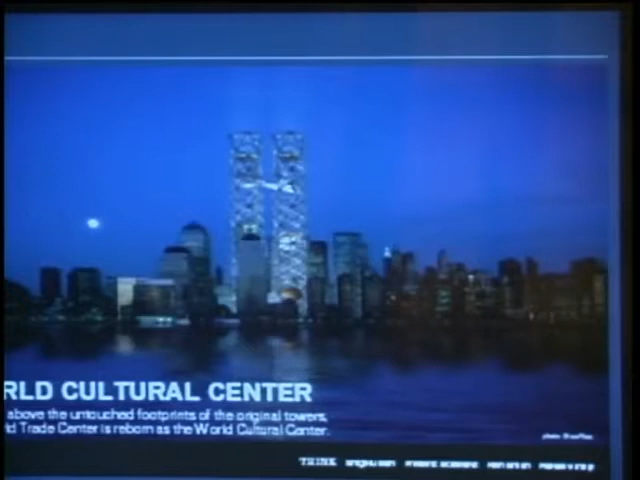 RLD CULTURAL CENTER
above the untouched footprints of the original towers,
ld Trade Center is reborn as the World Cultural Center.
THINK